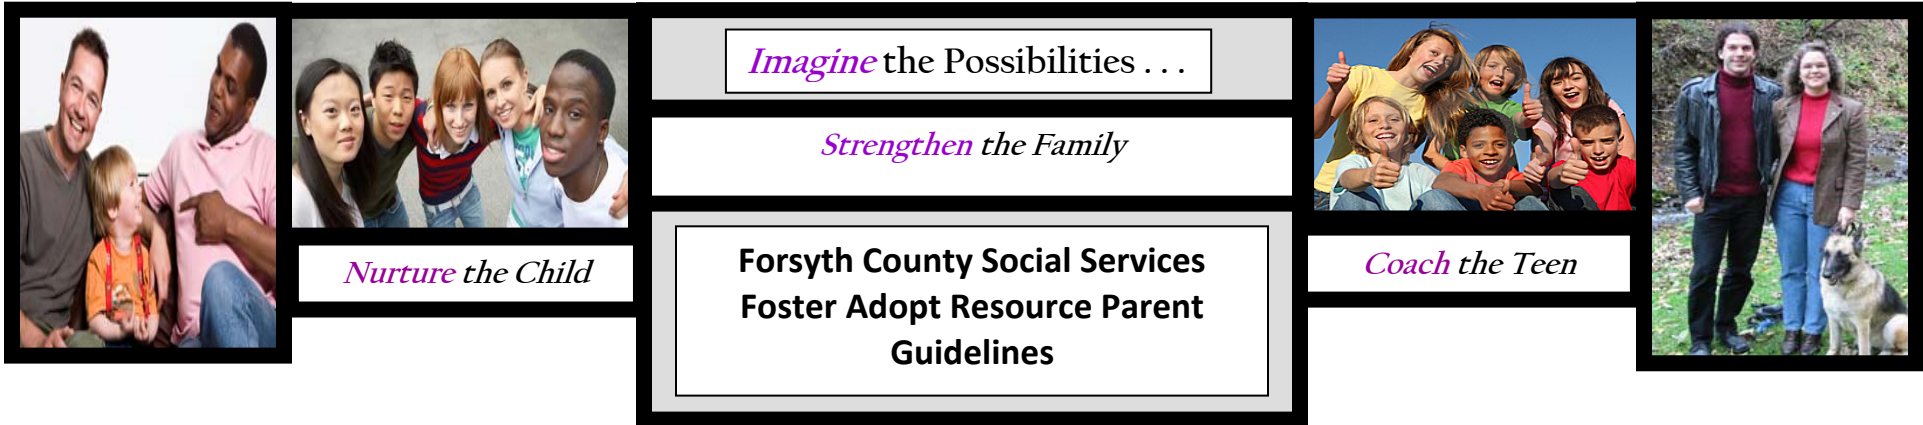 Imagine the Possibilities . . .
Strengthen the Family
Nurture the Child
Forsyth County Social Services
Foster Adopt Resource Parent
Guidelines
Coach the Teen